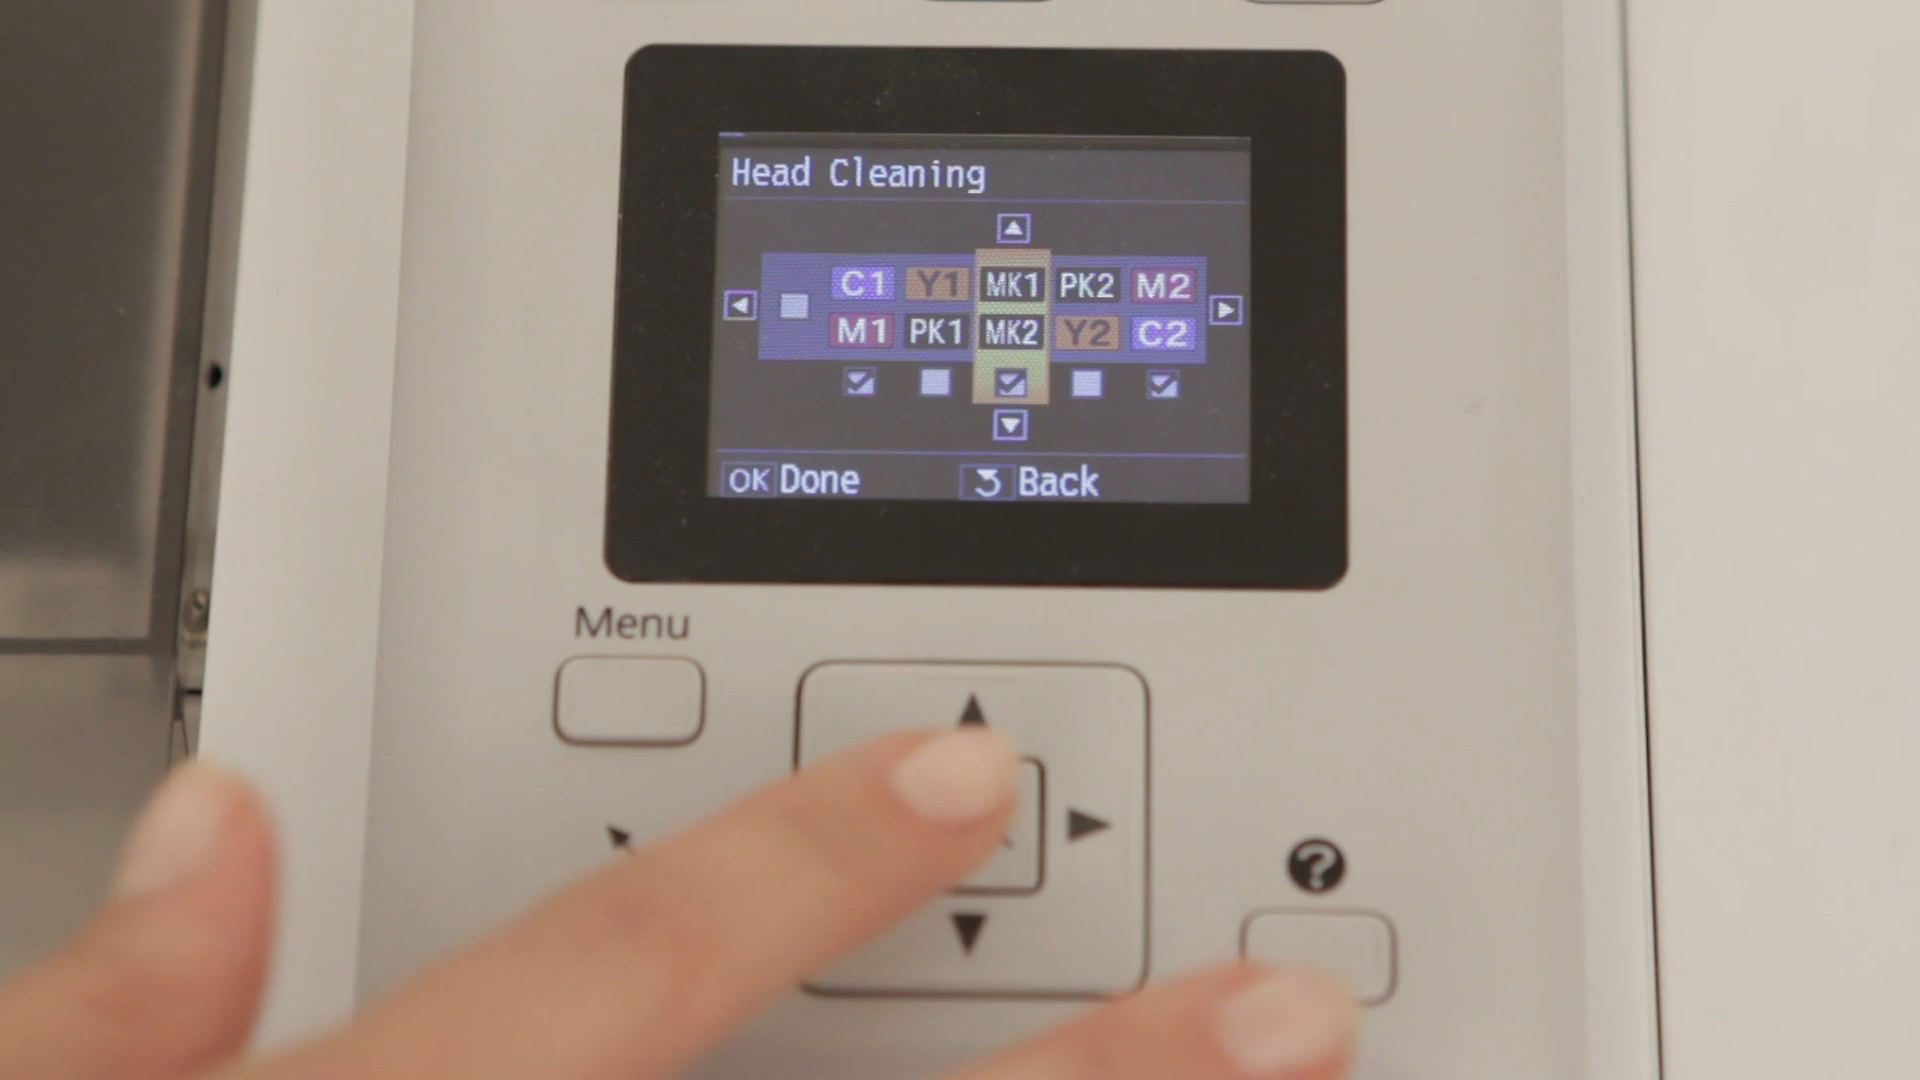 Head Cleaning
C1 Y1 MK1 PK2 M2
M1 PK1 MK2 Y2 C2
OK Done Back
Menu
?